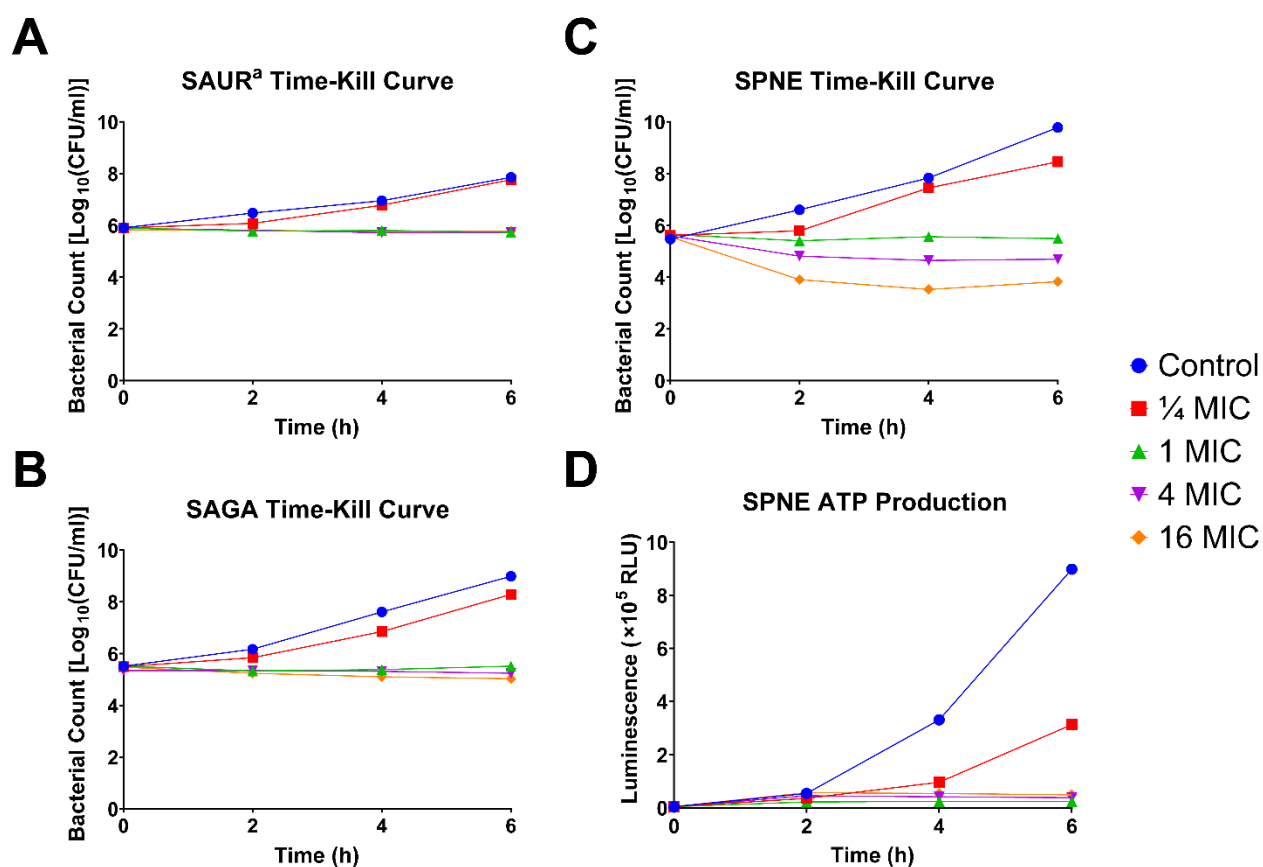 A
SAURª Time-Kill Curve
Bacterial Count [Log₁₀(CFU/ml)]
10
8
6
4
2
0
0 2 4 6
Time (h)
B
SAGA Time-Kill Curve
Bacterial Count [Log₁₀(CFU/ml)]
10
8
6
4
2
0
0 2 4 6
Time (h)
C
SPNE Time-Kill Curve
Bacterial Count [Log₁₀(CFU/ml)]
10
8
6
4
2
0
0 2 4 6
Time (h)
D
SPNE ATP Production
Luminescence (×10⁵ RLU)
10
8
6
4
2
0
0 2 4 6
Time (h)
Control
¼ MIC
1 MIC
4 MIC
16 MIC